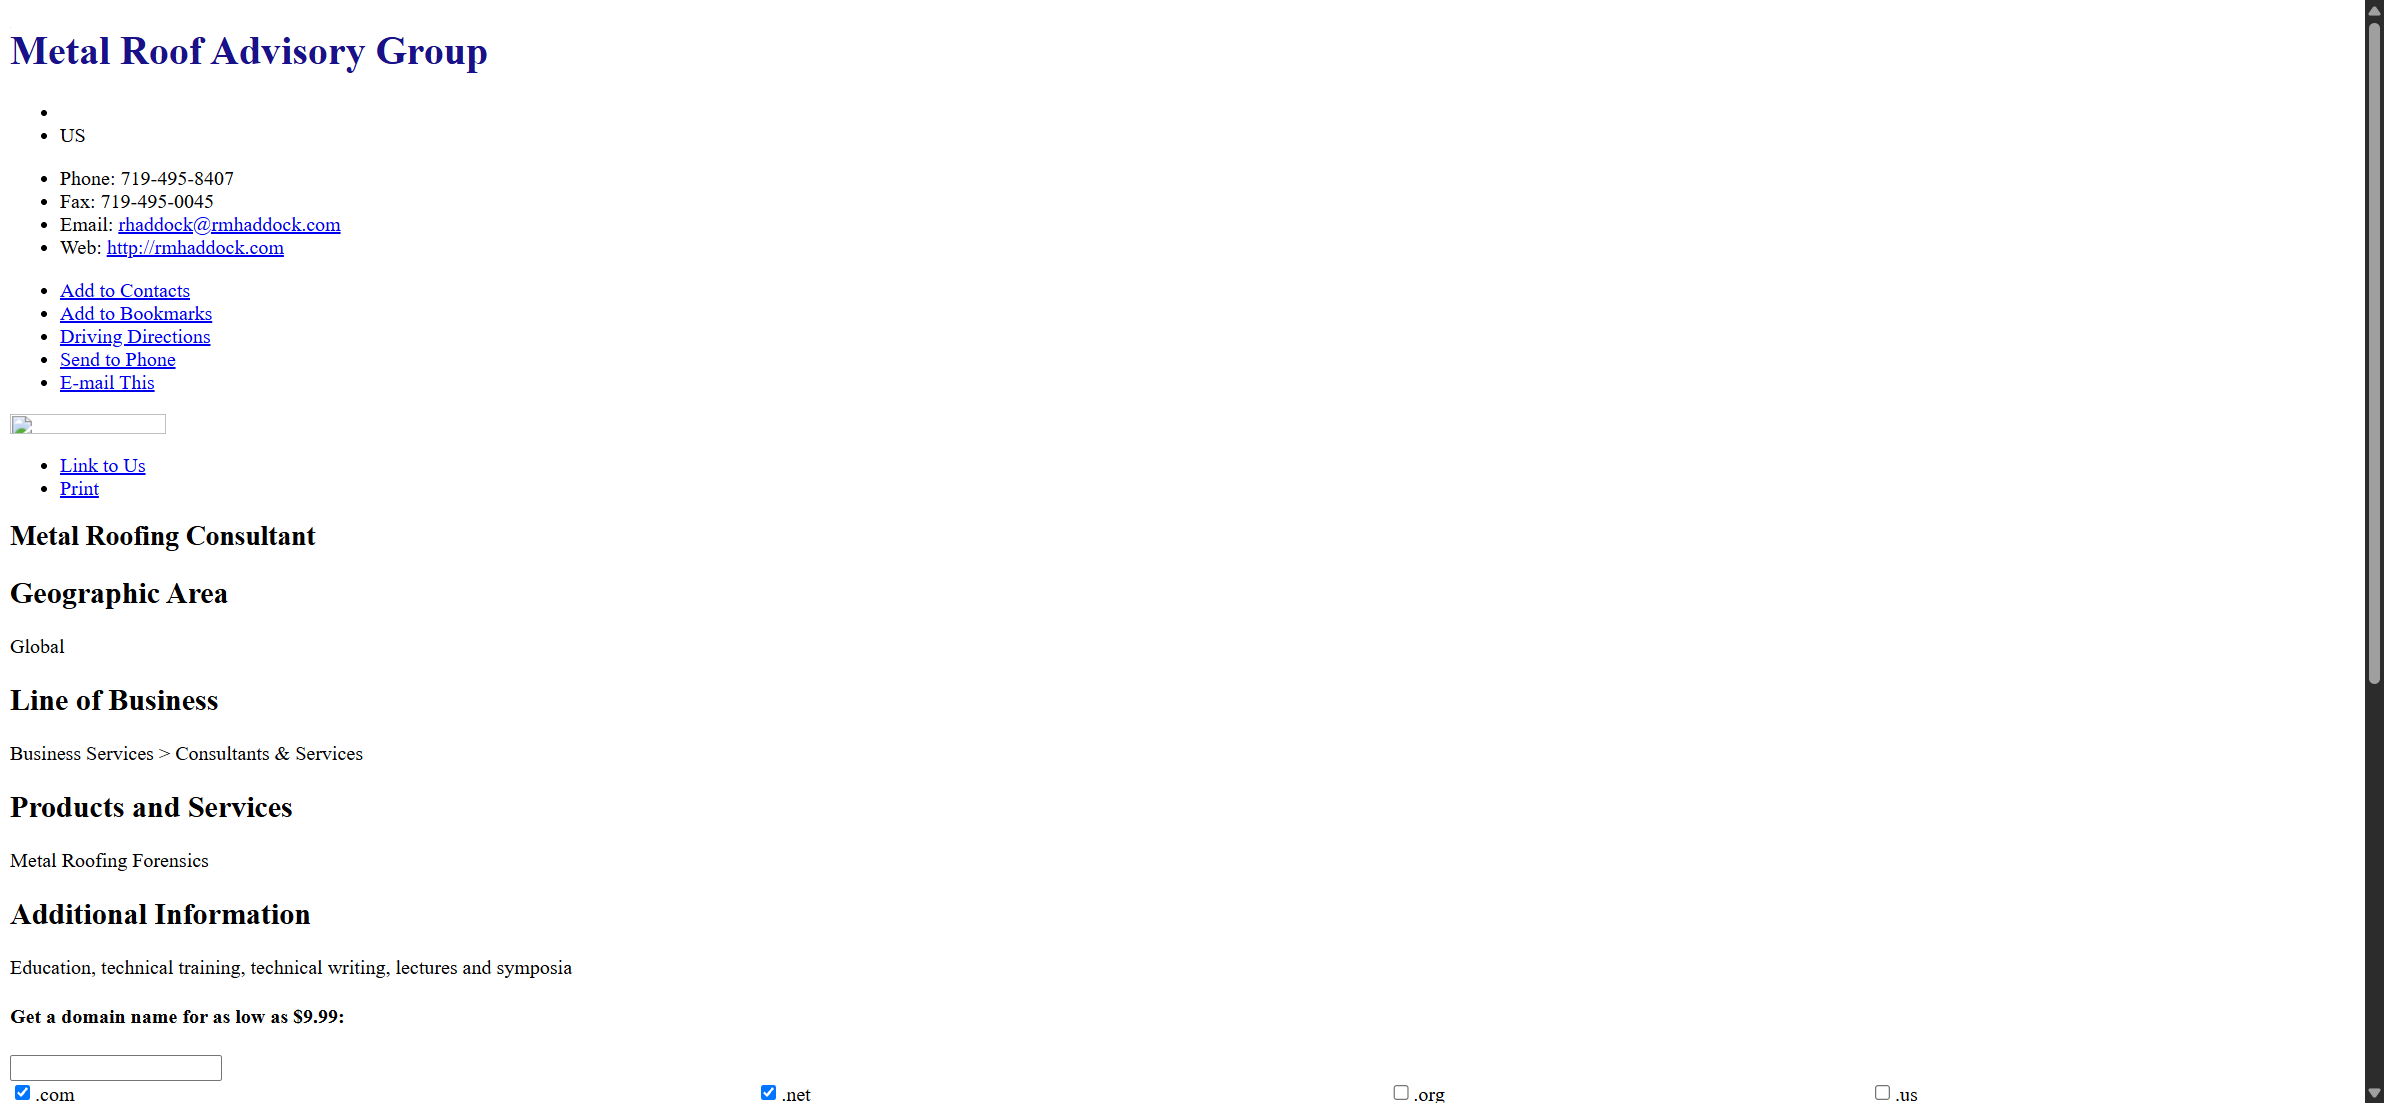 Metal Roof Advisory Group
US
Phone: 719-495-8407
Fax: 719-495-0045
Email: rhaddock@rmhaddock.com
Web: http://rmhaddock.com
Add to Contacts
Add to Bookmarks
Driving Directions
Send to Phone
E-mail This
Link to Us
Print
Metal Roofing Consultant
Geographic Area
Global
Line of Business
Business Services > Consultants & Services
Products and Services
Metal Roofing Forensics
Additional Information
Education, technical training, technical writing, lectures and symposia
Get a domain name for as low as $9.99:
.com .net .org .us